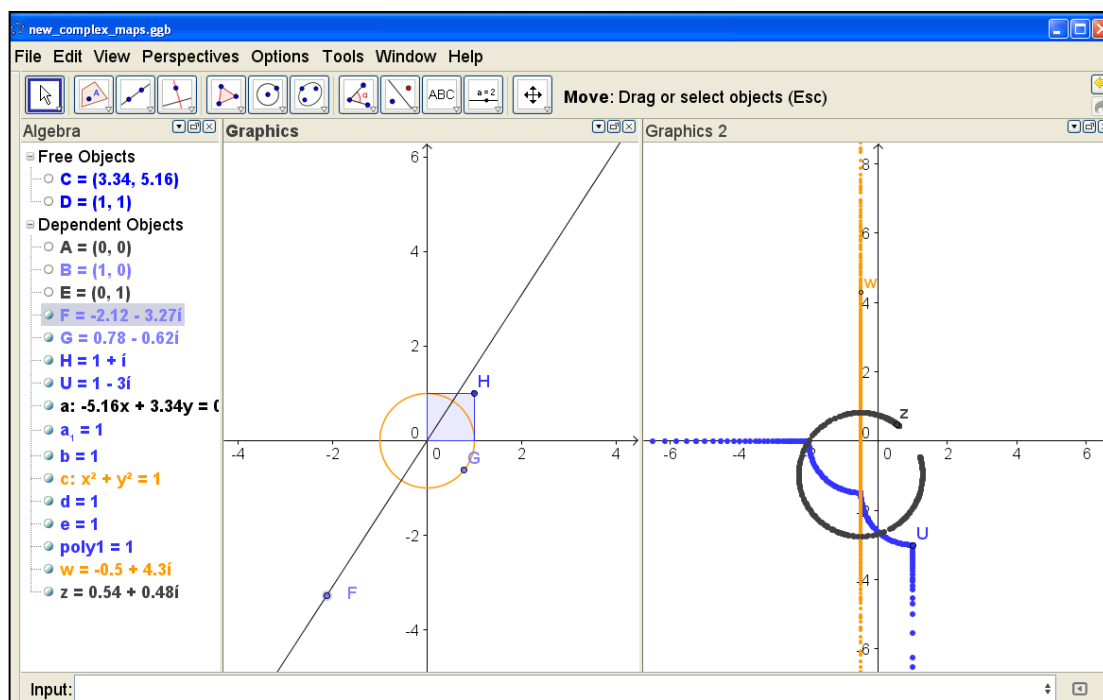 new_complex_maps.ggb
File Edit View Perspectives Options Tools Window Help
A α ABC a=2 Move: Drag or select objects (Esc)
Algebra
Free Objects
C = (3.34, 5.16)
D = (1, 1)
Dependent Objects
A = (0, 0)
B = (1, 0)
E = (0, 1)
F = -2.12 - 3.27í
G = 0.78 - 0.62í
H = 1 + í
U = 1 - 3í
a: -5.16x + 3.34y = 0
a₁ = 1
b = 1
c: x² + y² = 1
d = 1
e = 1
poly1 = 1
w = -0.5 + 4.3í
z = 0.54 + 0.48í
Graphics
6
4
2
H
0
-4 -2 0 2 4
G
-2
F
-4
Graphics 2
8
6
w
4
2
z
0
-6 -4 -2 0 2 4 6
-2
U
-4
-6
Input: